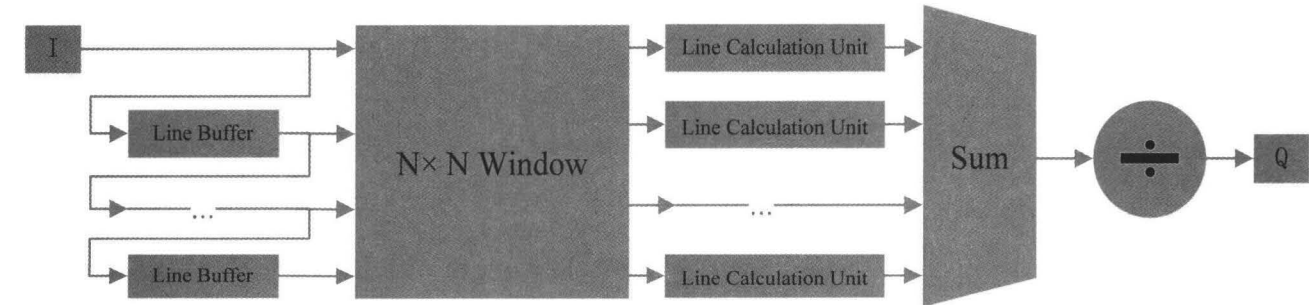 I
Line Buffer
...
Line Buffer
N× N Window
Line Calculation Unit
Line Calculation Unit
...
Line Calculation Unit
Sum
÷
Q